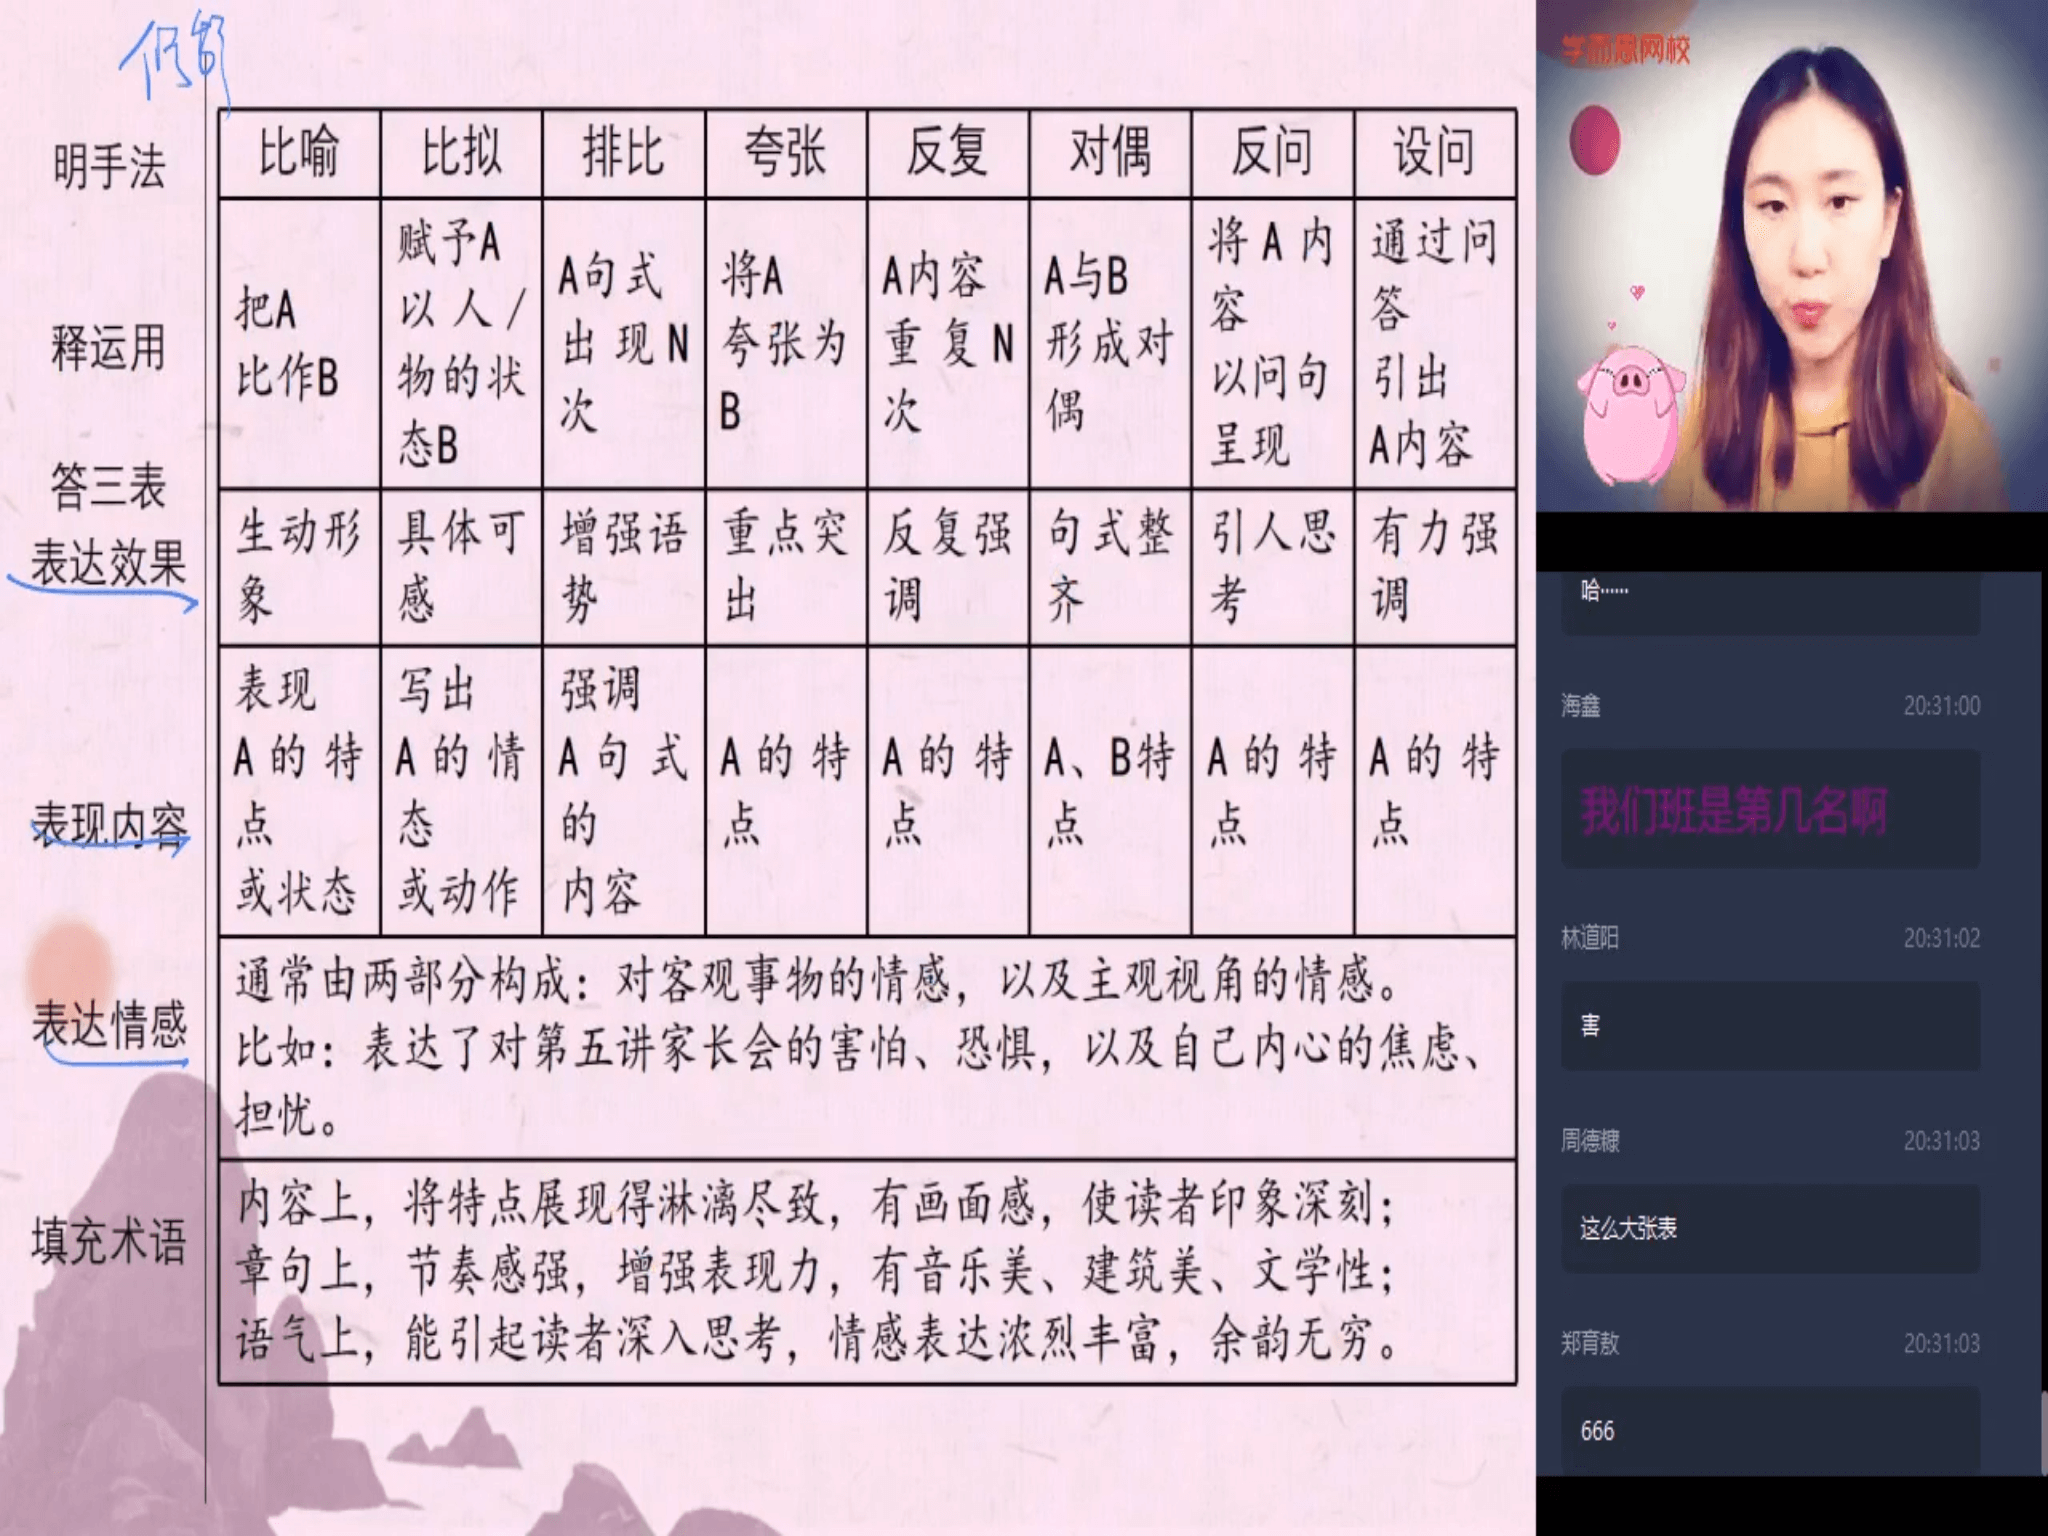 明手法
比喻 比拟 排比 夸张 反复 对偶 反问 设问
释运用
把A
比作B
赋予A
以人/
物的状
态B
A句式
出现N
次
将A
夸张为
B
A内容
重复N
次
A与B
形成对
偶
将A内
容
以问句
呈现
通过问
答
引出
A内容
答三表
表达效果
生动形
象
具体可
感
增强语
势
重点突
出
反复强
调
句式整
齐
引人思
考
有力强
调
表现内容
表现
A的特
点
或状态
写出
A的情
态
或动作
强调
A句式
的
内容
A的特
点
A的特
点
A、B特
点
A的特
点
A的特
点
表达情感
通常由两部分构成：对客观事物的情感，以及主观视角的情感。
比如：表达了对第五讲家长会的害怕、恐惧，以及自己内心的焦虑、
担忧。
填充术语
内容上，将特点展现得淋漓尽致，有画面感，使读者印象深刻；
章句上，节奏感强，增强表现力，有音乐美、建筑美、文学性；
语气上，能引起读者深入思考，情感表达浓烈丰富，余韵无穷。
学而思网校
哈……
海鑫 20:31:00
我们班是第几名啊
林道阳 20:31:02
害
周德糠 20:31:03
这么大张表
郑育敖 20:31:03
666